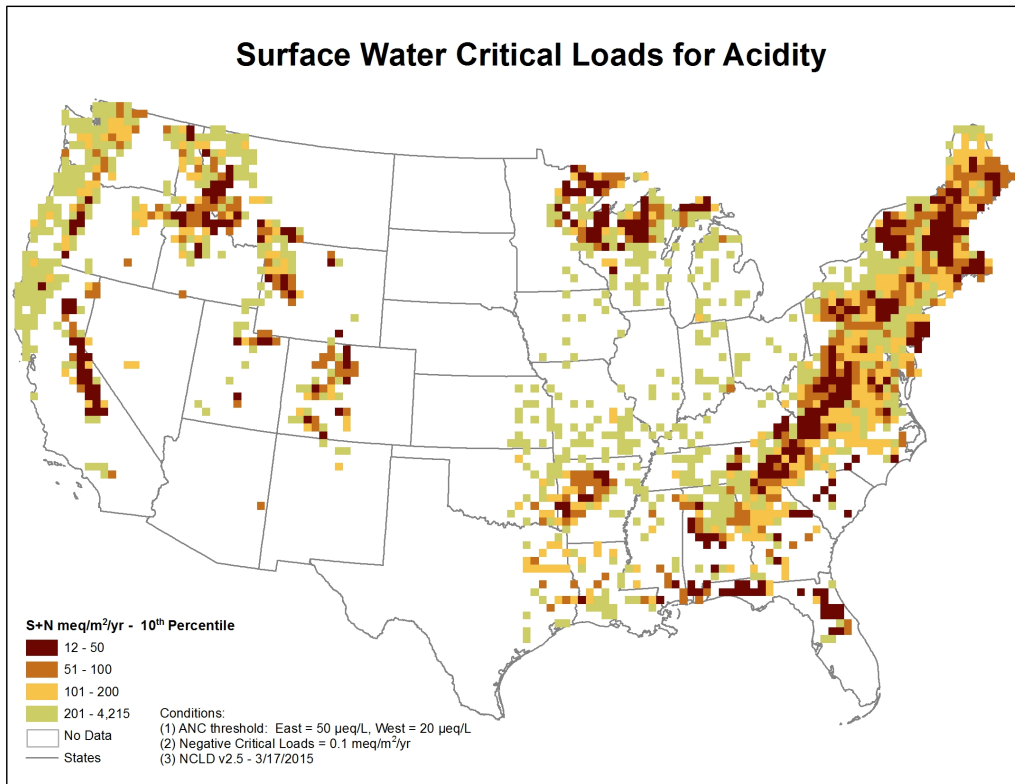 Surface Water Critical Loads for Acidity
S+N meq/m²/yr - 10th Percentile
12 - 50
51 - 100
101 - 200
201 - 4,215
No Data
States
Conditions:
(1) ANC threshold: East = 50 µeq/L, West = 20 µeq/L
(2) Negative Critical Loads = 0.1 meq/m²/yr
(3) NCLD v2.5 - 3/17/2015